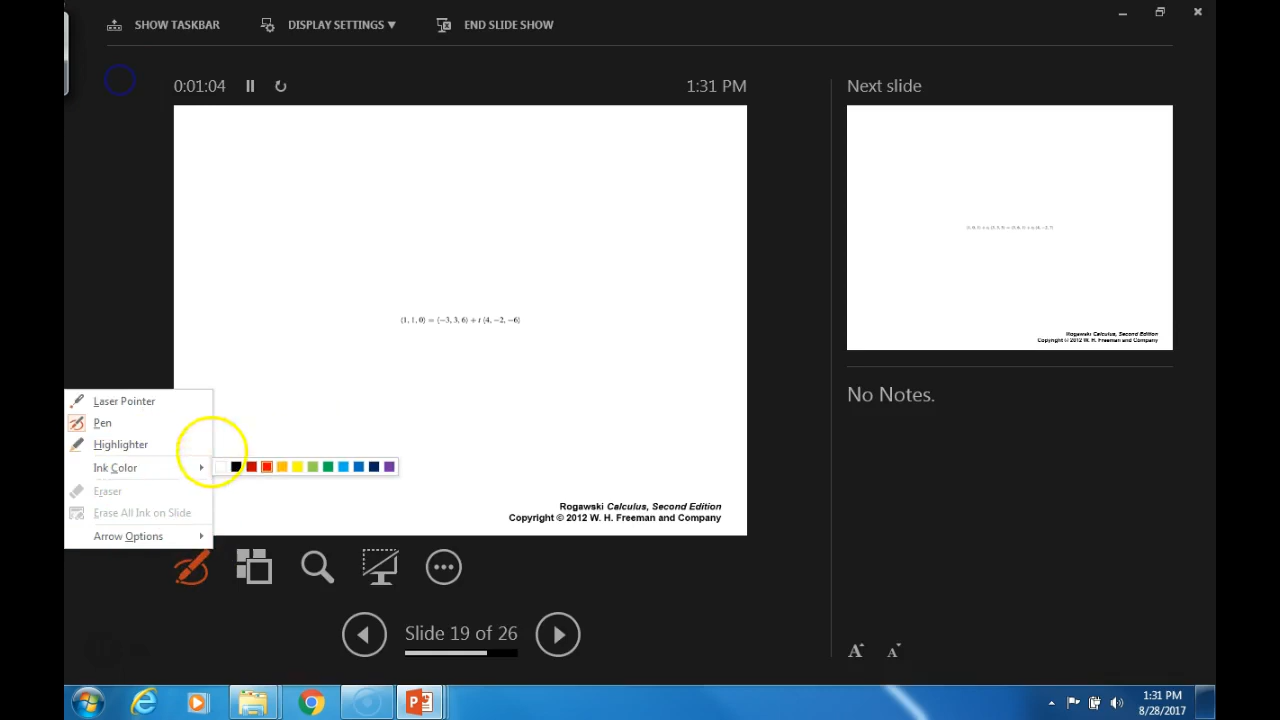 SHOW TASKBAR DISPLAY SETTINGS ▼ END SLIDE SHOW
0:01:04 1:31 PM
Next slide
(1, 1, 0) = (−3, 3, 6) + t (4, −2, −6)
Rogawski Calculus, Second Edition
Copyright © 2012 W. H. Freeman and Company
No Notes.
Laser Pointer
Pen
Highlighter
Ink Color
Eraser
Erase All Ink on Slide
Arrow Options
Rogawski Calculus, Second Edition
Copyright © 2012 W. H. Freeman and Company
Slide 19 of 26
A A
1:31 PM
8/28/2017